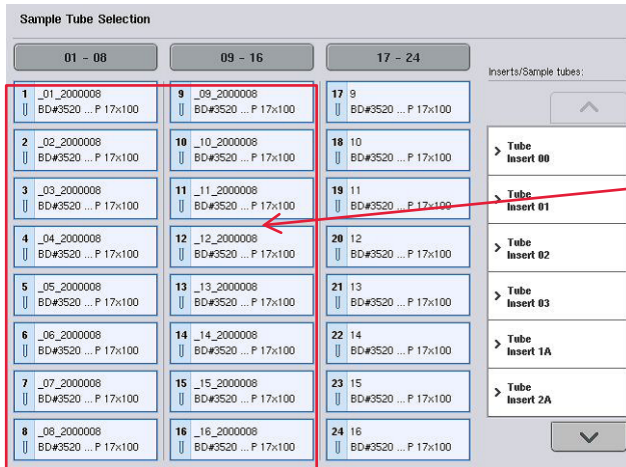 Sample Tube Selection
01 - 08
09 - 16
17 - 24
Inserts/Sample tubes:
1 _01_2000008
BD#3520 ... P 17x100
2 _02_2000008
BD#3520 ... P 17x100
3 _03_2000008
BD#3520 ... P 17x100
4 _04_2000008
BD#3520 ... P 17x100
5 _05_2000008
BD#3520 ... P 17x100
6 _06_2000008
BD#3520 ... P 17x100
7 _07_2000008
BD#3520 ... P 17x100
8 _08_2000008
BD#3520 ... P 17x100
9 _09_2000008
BD#3520 ... P 17x100
10 _10_2000008
BD#3520 ... P 17x100
11 _11_2000008
BD#3520 ... P 17x100
12 _12_2000008
BD#3520 ... P 17x100
13 _13_2000008
BD#3520 ... P 17x100
14 _14_2000008
BD#3520 ... P 17x100
15 _15_2000008
BD#3520 ... P 17x100
16 _16_2000008
BD#3520 ... P 17x100
17 9
BD#3520 ... P 17x100
18 10
BD#3520 ... P 17x100
19 11
BD#3520 ... P 17x100
20 12
BD#3520 ... P 17x100
21 13
BD#3520 ... P 17x100
22 14
BD#3520 ... P 17x100
23 15
BD#3520 ... P 17x100
24 16
BD#3520 ... P 17x100
Tube
Insert 00
Tube
Insert 01
Tube
Insert 02
Tube
Insert 03
Tube
Insert 1A
Tube
Insert 2A